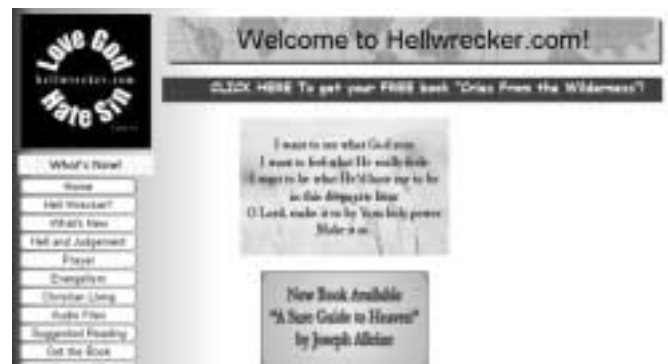 Love God
hellwrecker.com
Hate Sin
Welcome to Hellwrecker.com!
CLICK HERE To get your FREE book "Cries From the Wilderness"!
What's New!
Home
Hell Wrecker?
What's New
Hell and Judgement
Prayer
Evangelism
Christian Living
Audio Files
Suggested Reading
Get the Book
I want to see what God sees
I want to feel what He really feels
I want to be what He'd have me to be
in this desperate hour
O Lord, make it so by Your holy power
Make it so
New Book Available
"A Sure Guide to Heaven"
by Joseph Alleine